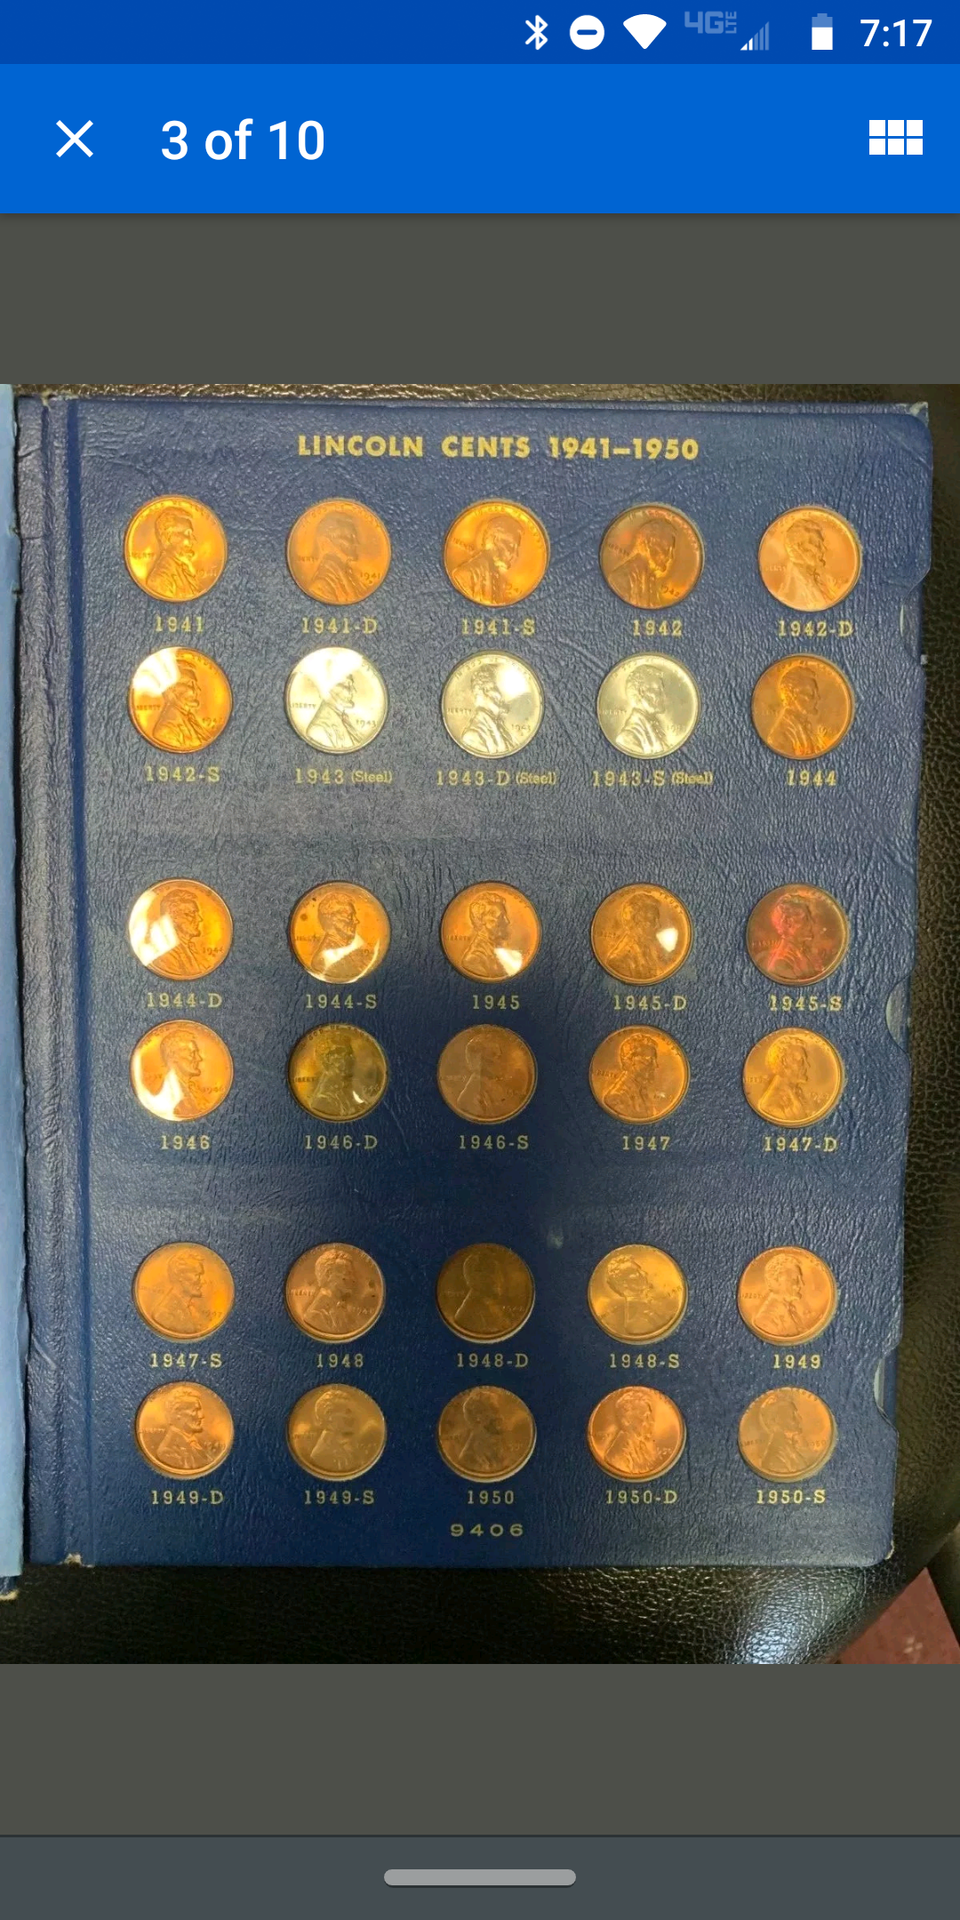 4G LTE 7:17
3 of 10
LINCOLN CENTS 1941–1950
1941 1941-D 1941-S 1942 1942-D
1942-S 1943 (Steel) 1943-D (Steel) 1943-S (Steel) 1944
1944-D 1944-S 1945 1945-D 1945-S
1946 1946-D 1946-S 1947 1947-D
1947-S 1948 1948-D 1948-S 1949
1949-D 1949-S 1950 1950-D 1950-S
9406